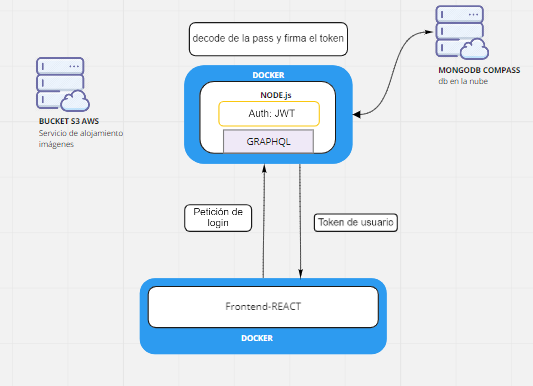 decode de la pass y firma el token
MONGODB COMPASS
db en la nube
DOCKER
NODE.js
Auth: JWT
GRAPHQL
BUCKET S3 AWS
Servicio de alojamiento
imágenes
Petición de
login
Token de usuario
Frontend-REACT
DOCKER